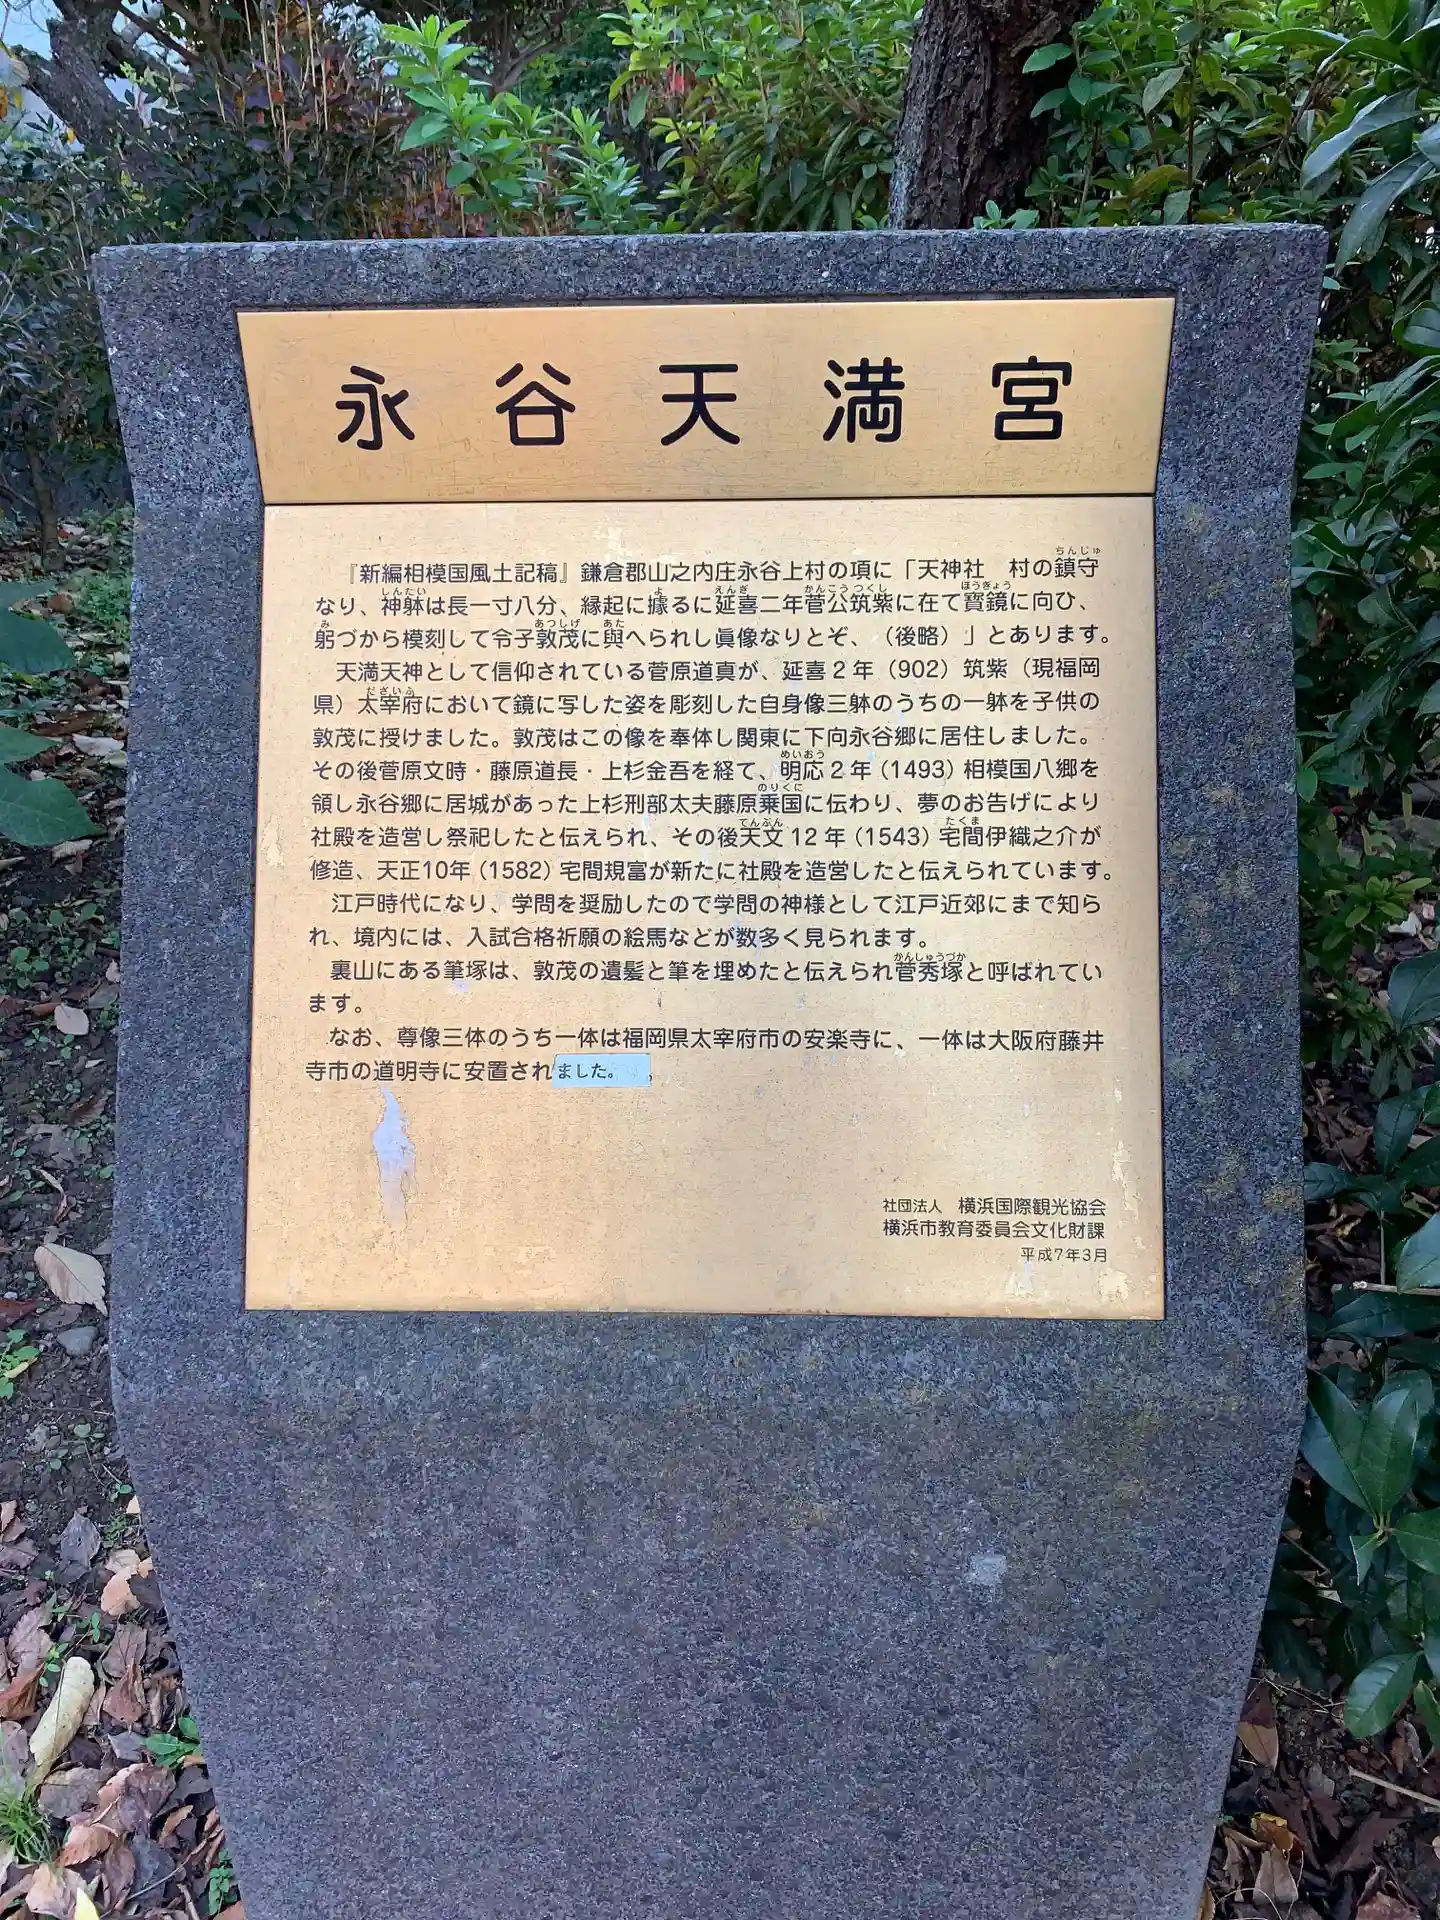 永谷天満宮
『新編相模国風土記稿』鎌倉郡山之内庄永谷上村の項に「天神社　村の鎮守
なり、神躰は長一寸八分、縁起に據るに延喜二年菅公筑紫に在て寳鏡に向ひ、
躬づから模刻して令子敦茂に與へられし眞像なりとぞ、（後略）」とあります。
天満天神として信仰されている菅原道真が、延喜２年（902）筑紫（現福岡
県）太宰府において鏡に写した姿を彫刻した自身像三躰のうちの一躰を子供の
敦茂に授けました。敦茂はこの像を奉体し関東に下向永谷郷に居住しました。
その後菅原文時・藤原道長・上杉金吾を経て、明応２年（1493）相模国八郷を
領し永谷郷に居城があった上杉刑部太夫藤原乗国に伝わり、夢のお告げにより
社殿を造営し祭祀したと伝えられ、その後天文12年（1543）宅間伊織之介が
修造、天正10年（1582）宅間規富が新たに社殿を造営したと伝えられています。
江戸時代になり、学問を奨励したので学問の神様として江戸近郊にまで知ら
れ、境内には、入試合格祈願の絵馬などが数多く見られます。
裏山にある筆塚は、敦茂の遺髪と筆を埋めたと伝えられ菅秀塚と呼ばれてい
ます。
なお、尊像三体のうち一体は福岡県太宰府市の安楽寺に、一体は大阪府藤井
寺市の道明寺に安置されました。
社団法人　横浜国際観光協会
横浜市教育委員会文化財課
平成7年3月